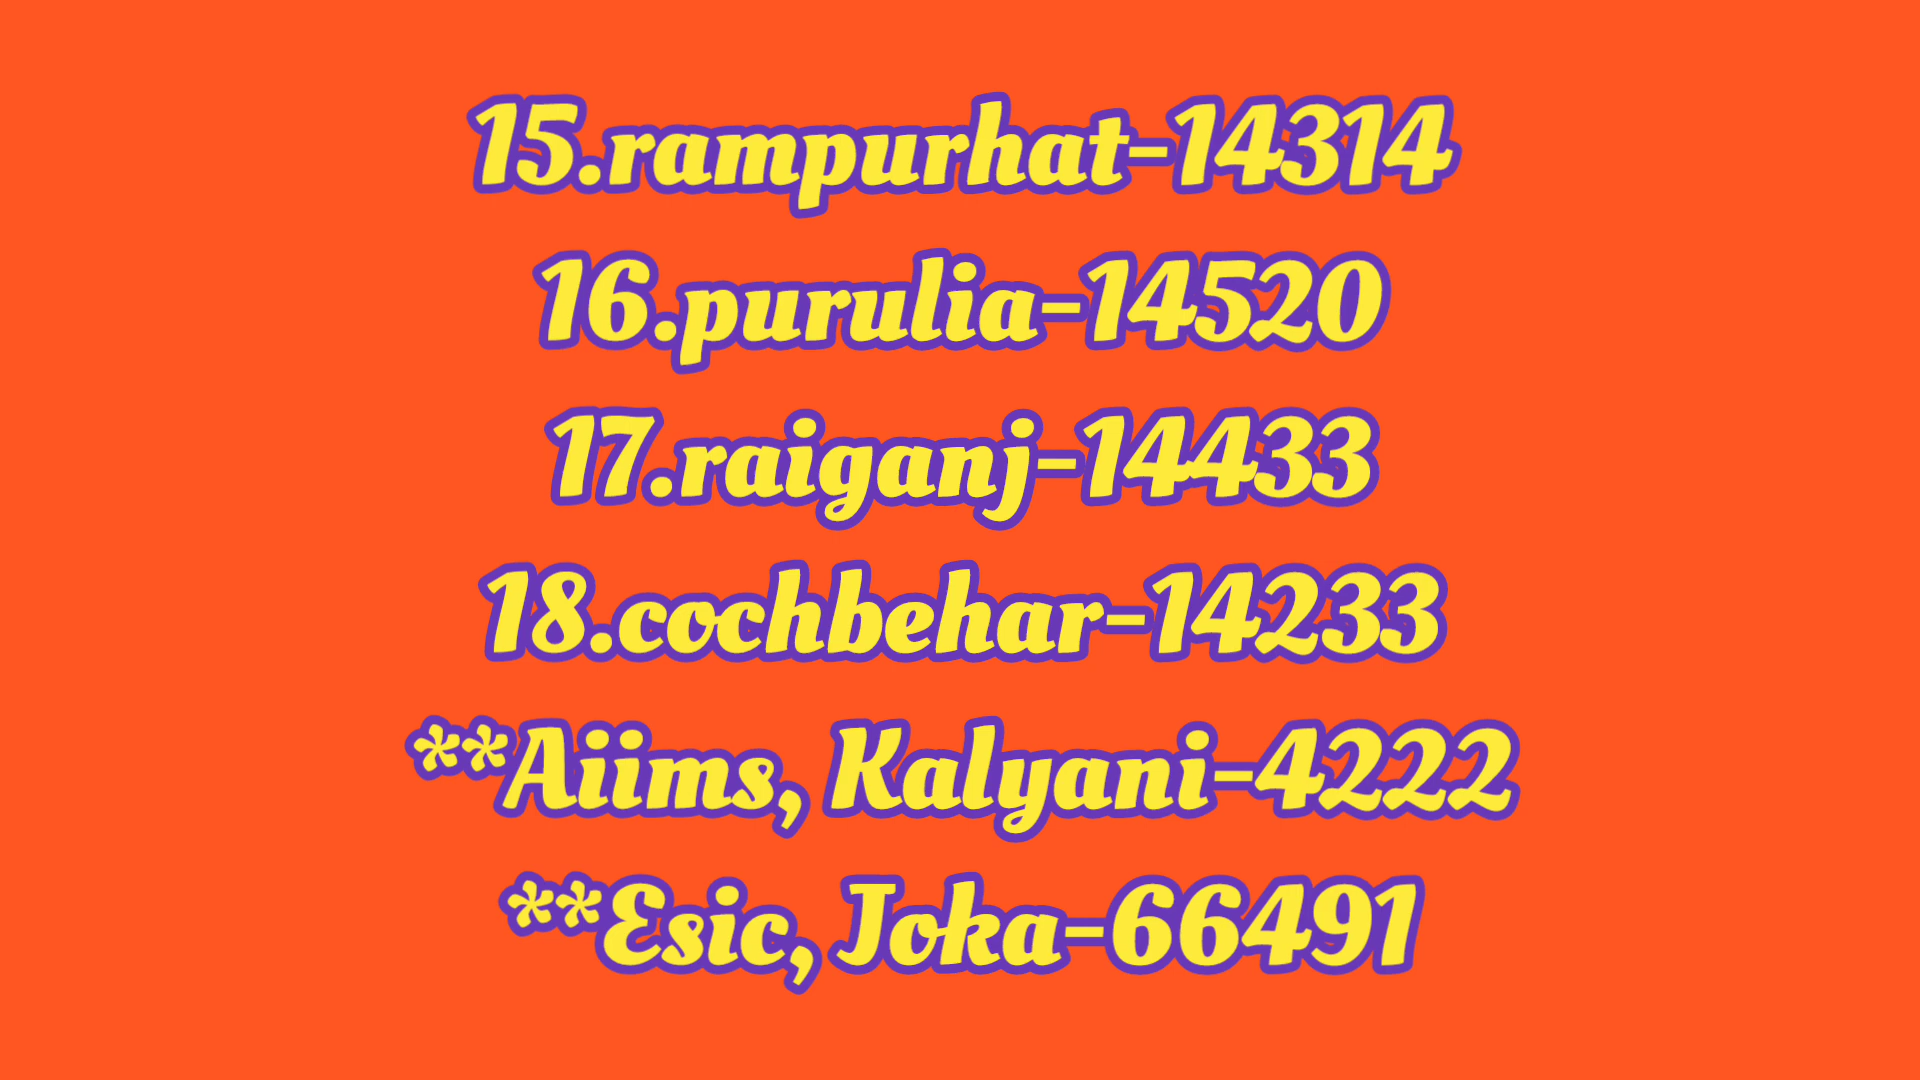 15.rampurhat-14314
16.purulia-14520
17.raiganj-14433
18.cochbehar-14233
**Aiims, Kalyani-4222
**Esic, Joka-66491